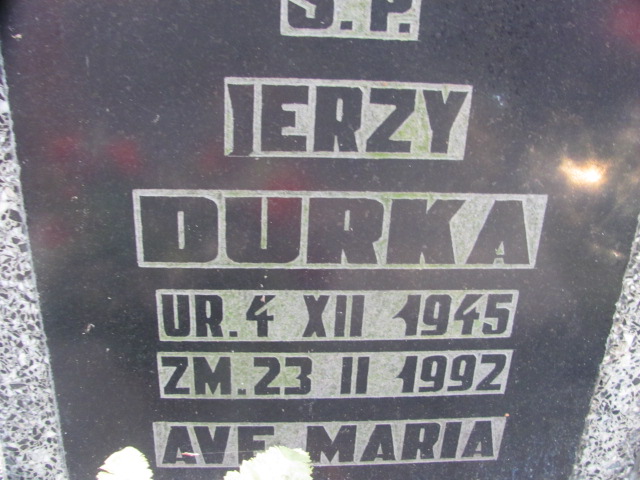 Ś.P.
JERZY
DURKA
UR. 4 XII 1945
ZM. 23 II 1992
AVE MARIA